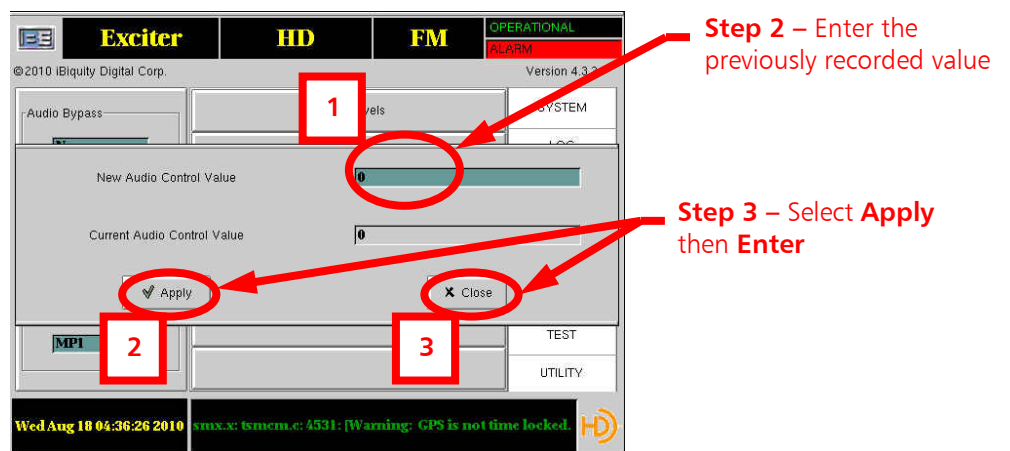 Exciter HD FM
OPERATIONAL
ALARM
©2010 iBiquity Digital Corp.
Version 4.3.
Step 2 – Enter the
previously recorded value
Audio Bypass
1
SYSTEM
New Audio Control Value
0
Current Audio Control Value
0
Apply
Close
Step 3 – Select Apply
then Enter
MP1
2
3
TEST
UTILITY
Wed Aug 18 04:36:26 2010
smx.x: tsmcm.c: 4531: [Warning: GPS is not time locked.
HD